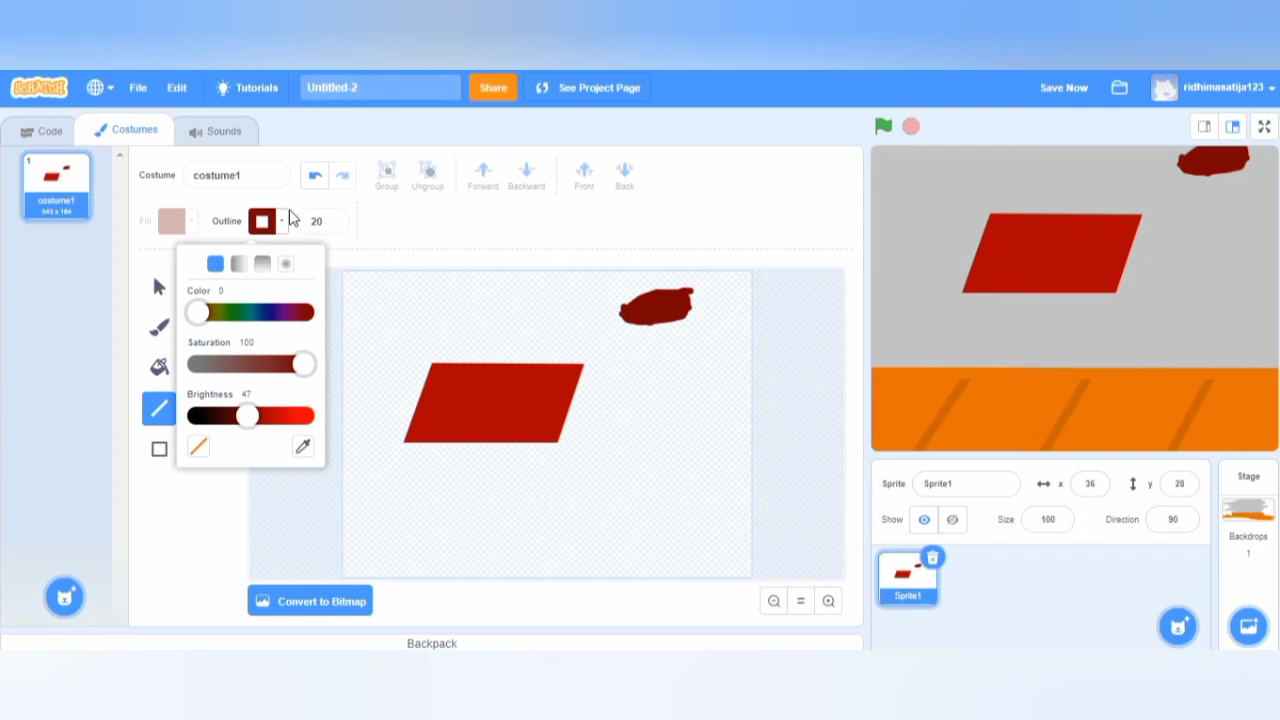 SCRATCH
File
Edit
Tutorials
Untitled-2
Share
See Project Page
Save Now
ridhimasatija123
Code
Costumes
Sounds
1
costume1
343 x 186
Costume
costume1
Group
Ungroup
Forward
Backward
Front
Back
Fill
Outline
20
Color 0
Saturation 100
Brightness 47
Convert to Bitmap
Backpack
Sprite
Sprite1
x
36
y
28
Show
Size
100
Direction
90
Sprite1
Stage
Backdrops
1